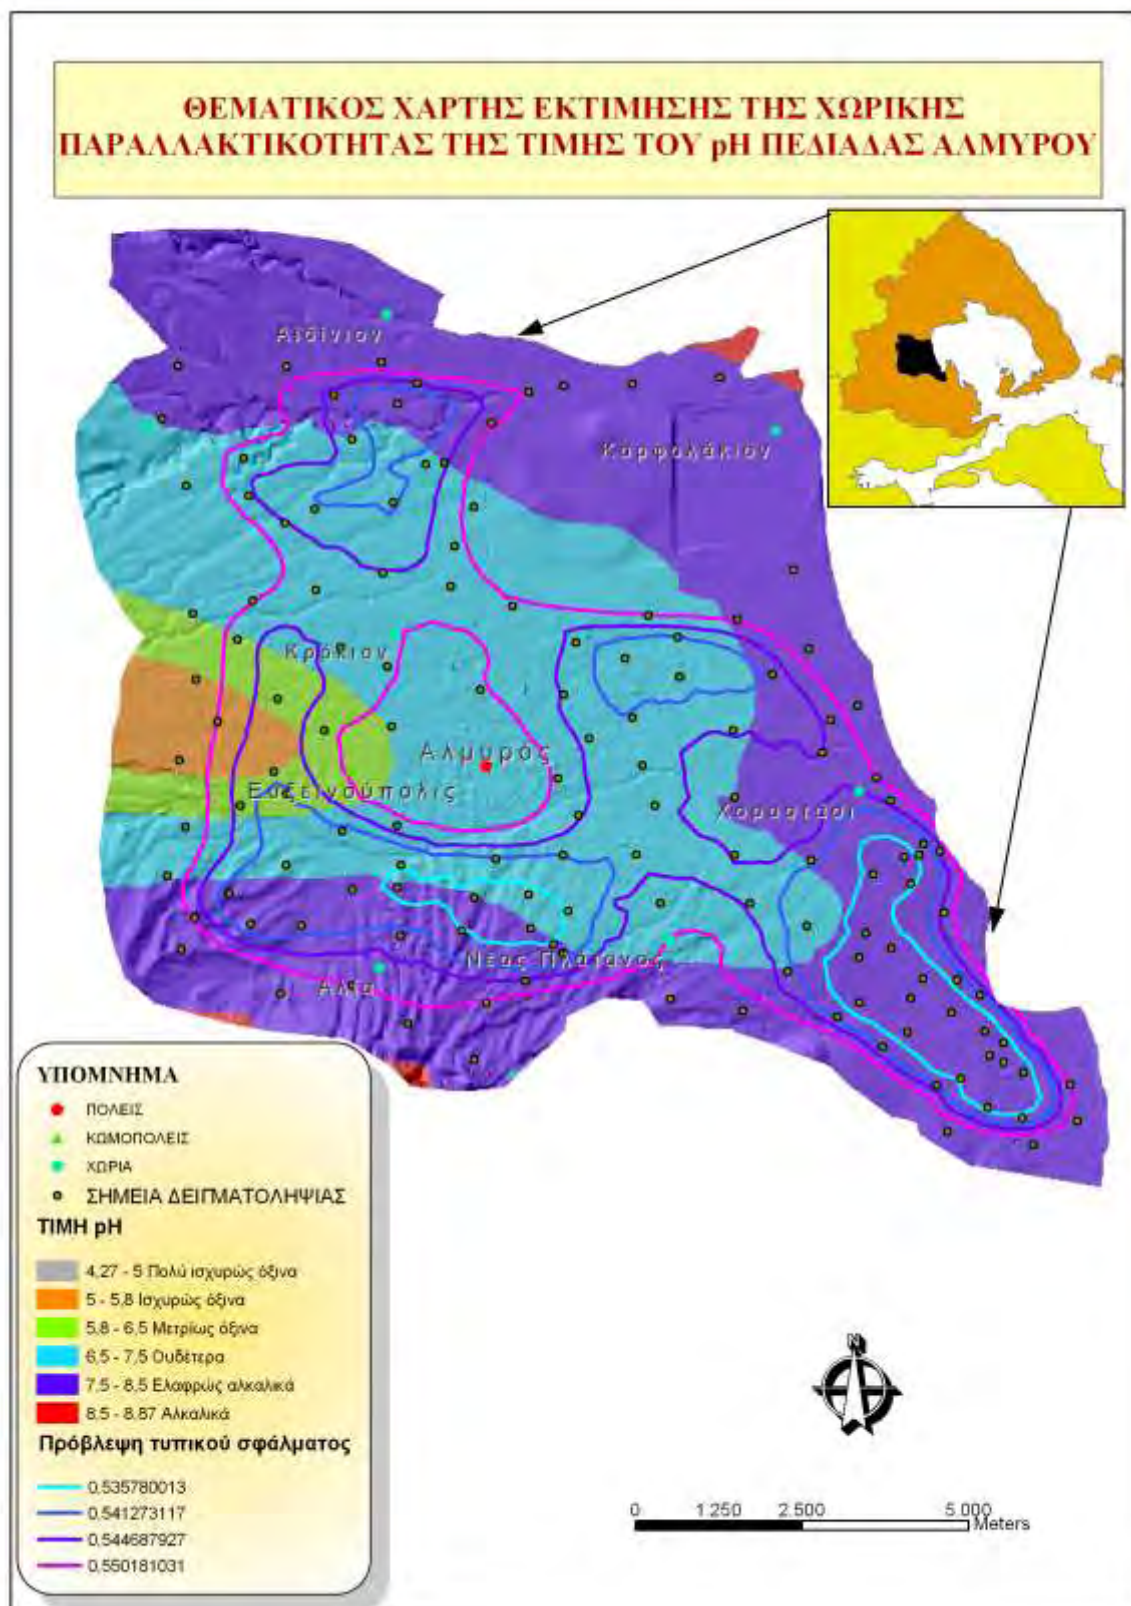 ΘΕΜΑΤΙΚΟΣ ΧΑΡΤΗΣ ΕΚΤΙΜΗΣΗΣ ΤΗΣ ΧΩΡΙΚΗΣ
ΠΑΡΑΛΛΑΚΤΙΚΟΤΗΤΑΣ ΤΗΣ ΤΙΜΗΣ ΤΟΥ pH ΠΕΔΙΑΔΑΣ ΑΛΜΥΡΟΥ
Αϊδίνιον
Καρφολάκιον
Κρόκιον
Αλμυρός
Ευξεινούπολις
Χοροστάσι
Νέος Πλάτανος
ΥΠΟΜΝΗΜΑ
ΠΟΛΕΙΣ
ΚΩΜΟΠΟΛΕΙΣ
ΧΩΡΙΑ
ΣΗΜΕΙΑ ΔΕΙΓΜΑΤΟΛΗΨΙΑΣ
ΤΙΜΗ pH
4,27 - 5 Πολύ ισχυρώς όξινα
5 - 5,8 Ισχυρώς όξινα
5,8 - 6,5 Μετρίως όξινα
6,5 - 7,5 Ουδέτερα
7,5 - 8,5 Ελαφρώς αλκαλικά
8,5 - 8,87 Αλκαλικά
Πρόβλεψη τυπικού σφάλματος
0,535780013
0,541273117
0,544687927
0,550181031
N
0 1.250 2.500 5.000
Meters